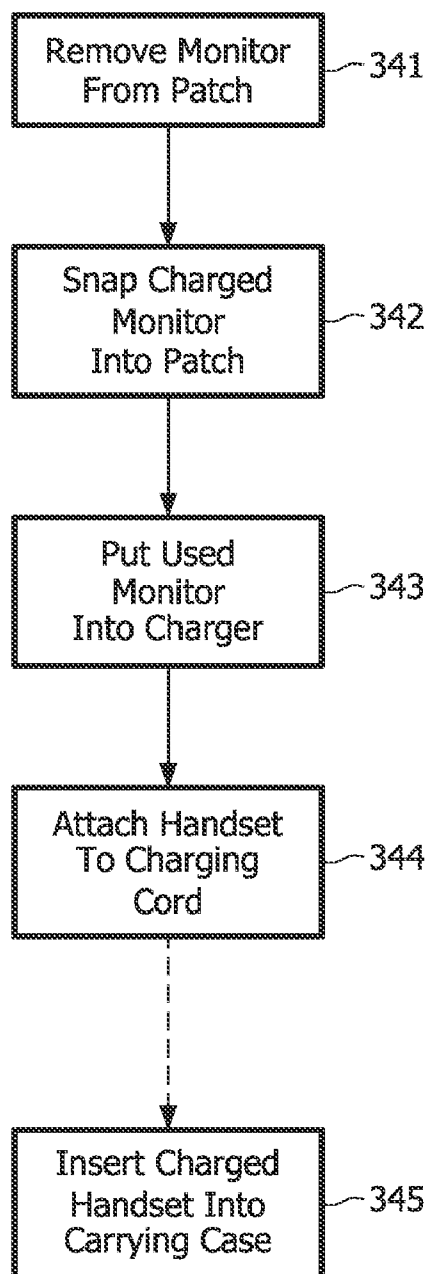 Remove Monitor
From Patch
341
Snap Charged
Monitor
Into Patch
342
Put Used
Monitor
Into Charger
343
Attach Handset
To Charging
Cord
344
Insert Charged
Handset Into
Carrying Case
345